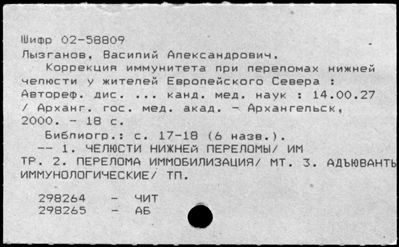 Шифр 02-58809
Лызганов, Василий Александрович.
Коррекция иммунитета при переломах нижней
челюсти у жителей Европейского Севера :
Автореф. дис. ... канд. мед. наук : 14.00.27
/ Арханг. гос. мед. акад. - Архангельск,
2000. - 18 с.
Библиогр.: с. 17-18 (6 назв.).
-- 1. ЧЕЛЮСТИ НИЖНЕЙ ПЕРЕЛОМЫ/ ИМ
ТР. 2. ПЕРЕЛОМА ИММОБИЛИЗАЦИЯ/ МТ. 3. АДЪЮВАНТЫ
ИММУНОЛОГИЧЕСКИЕ/ ТП.
298264 - ЧИТ
298265 - АБ